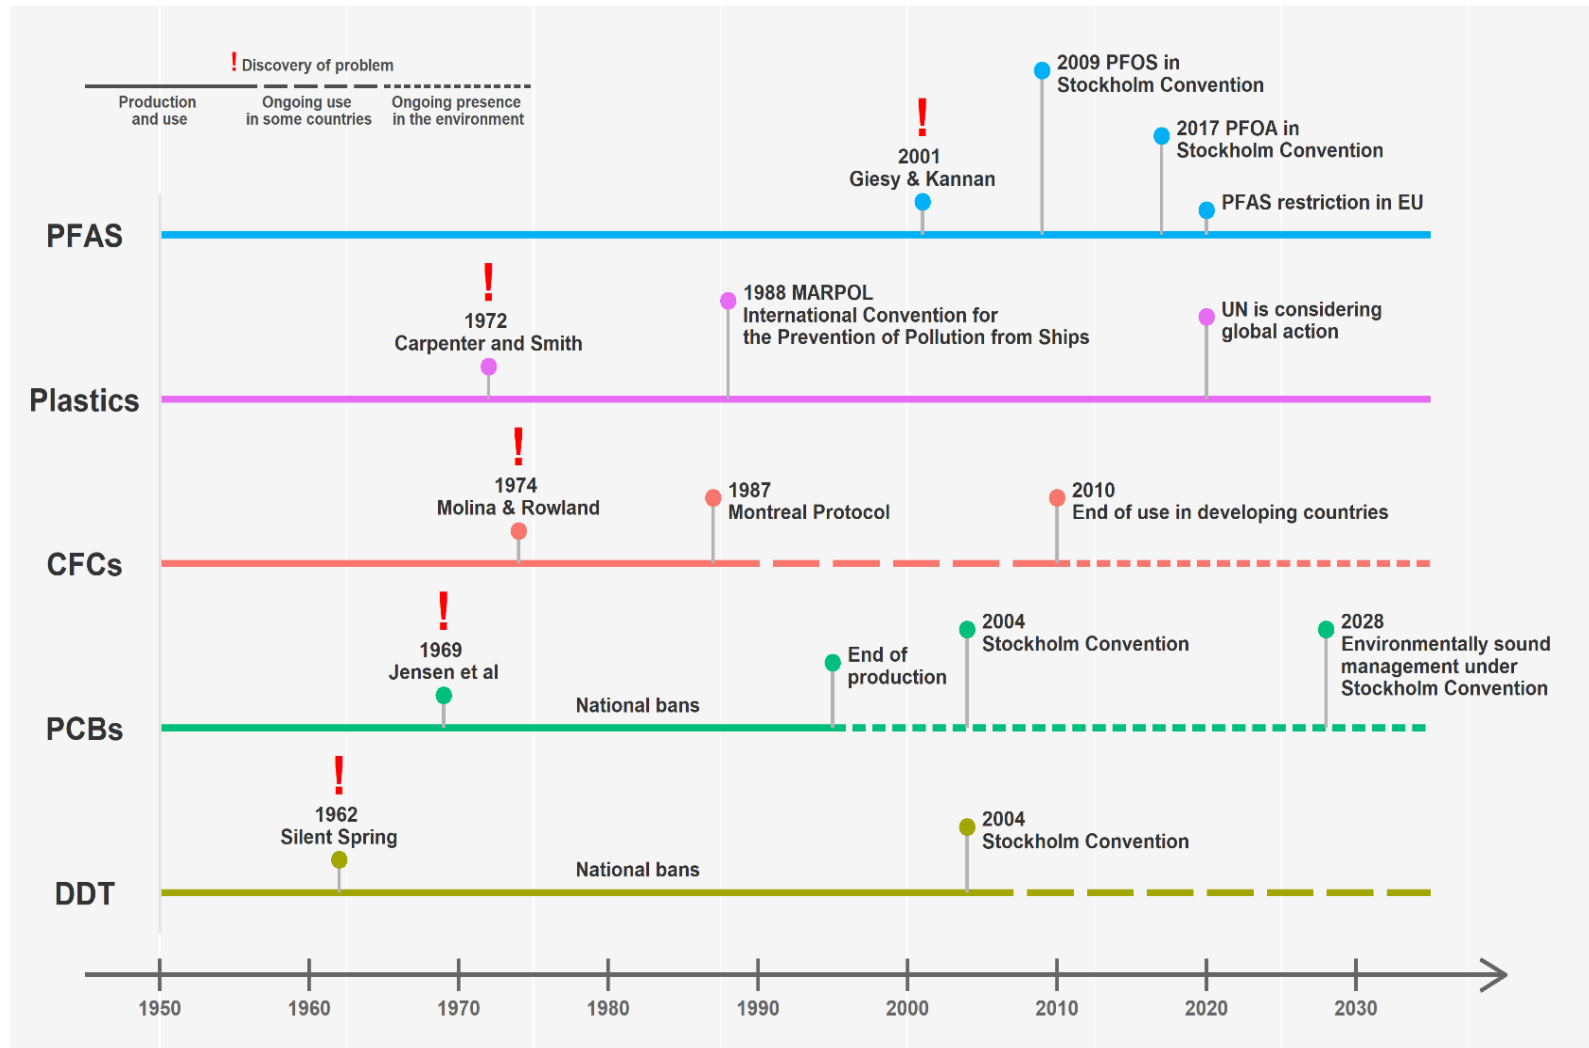 ! Discovery of problem
Production
and use
Ongoing use
in some countries
Ongoing presence
in the environment
2009 PFOS in
Stockholm Convention
!
2001
Giesy & Kannan
2017 PFOA in
Stockholm Convention
PFAS restriction in EU
PFAS
!
1972
Carpenter and Smith
1988 MARPOL
International Convention for
the Prevention of Pollution from Ships
UN is considering
global action
Plastics
!
1974
Molina & Rowland
1987
Montreal Protocol
2010
End of use in developing countries
CFCs
!
1969
Jensen et al
National bans
End of
production
2004
Stockholm Convention
2028
Environmentally sound
management under
Stockholm Convention
PCBs
!
1962
Silent Spring
National bans
2004
Stockholm Convention
DDT
1950 1960 1970 1980 1990 2000 2010 2020 2030